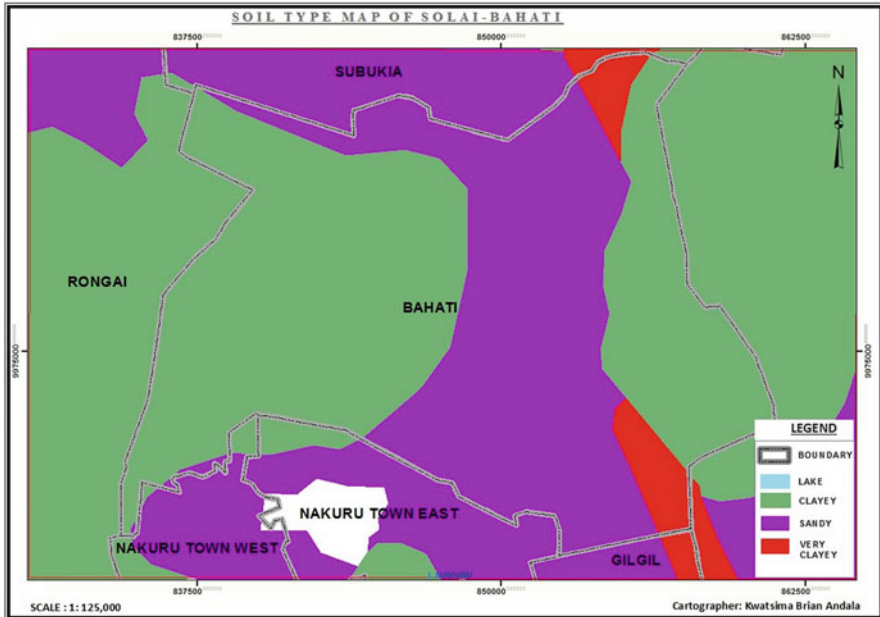 SOIL TYPE MAP OF SOLAI-BAHATI
837500 850000 862500
SUBUKIA
N
RONGAI
BAHATI
9975000 9975000
LEGEND
BOUNDARY
LAKE
CLAYEY
SANDY
VERY
CLAYEY
NAKURU TOWN EAST
NAKURU TOWN WEST
GILGIL
837500 850000 862500
SCALE : 1: 125,000
Cartographer: Kwatsima Brian Andala